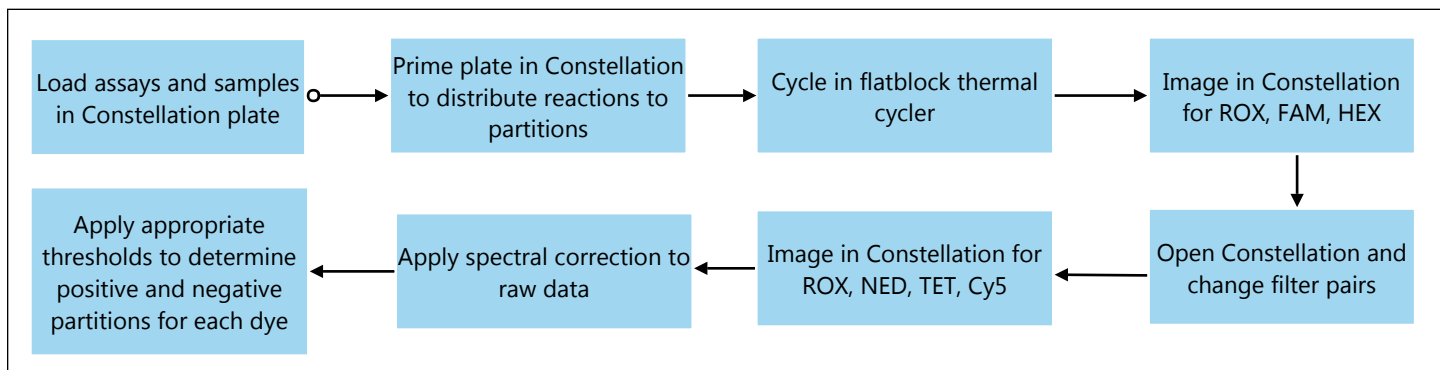 Load assays and samples
in Constellation plate
Prime plate in Constellation
to distribute reactions to
partitions
Cycle in flatblock thermal
cycler
Image in Constellation
for ROX, FAM, HEX
Open Constellation and
change filter pairs
Image in Constellation for
ROX, NED, TET, Cy5
Apply spectral correction to
raw data
Apply appropriate
thresholds to determine
positive and negative
partitions for each dye